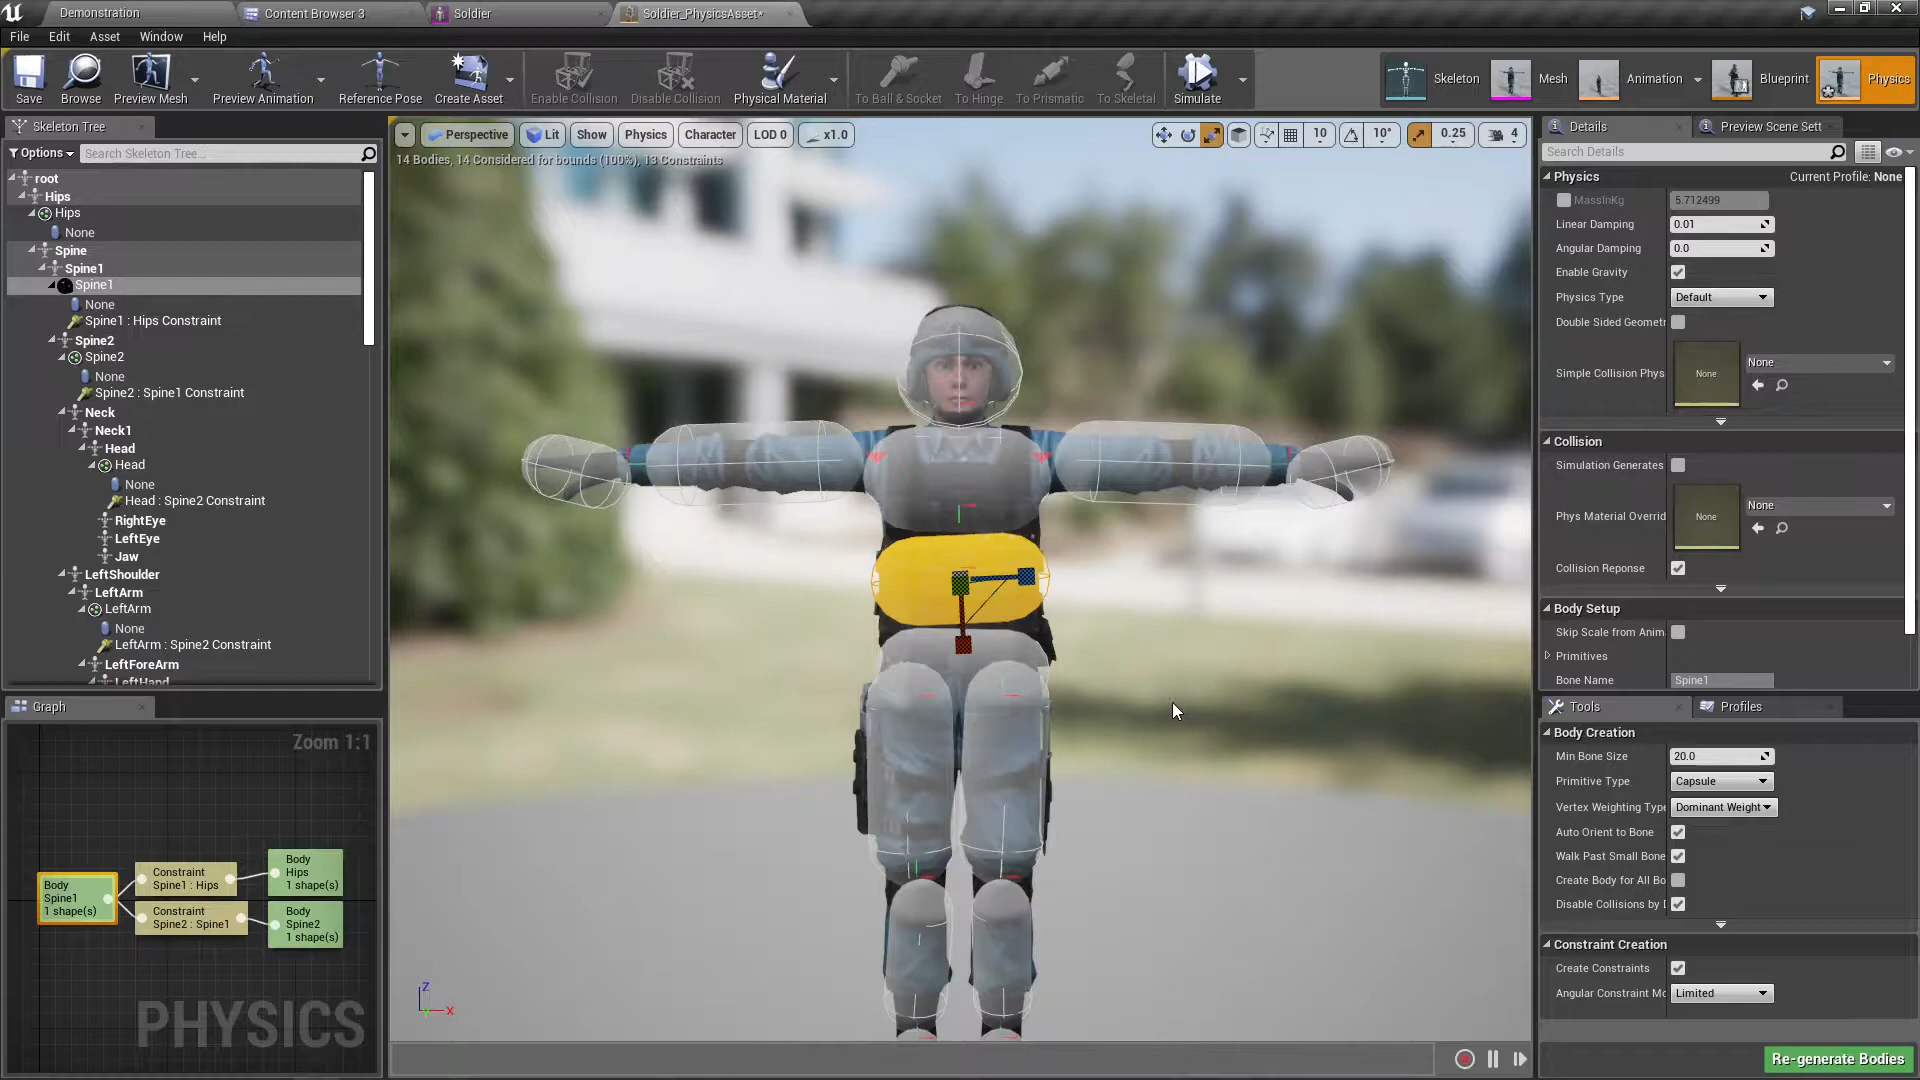 Demonstration
Content Browser 3
Soldier
Soldier_PhysicsAsset*
File
Edit
Asset
Window
Help
Save
Browse
Preview Mesh
Preview Animation
Reference Pose
Create Asset
Enable Collision
Disable Collision
Physical Material
To Ball & Socket
To Hinge
To Prismatic
To Skeletal
Simulate
Skeleton
Mesh
Animation
Blueprint
Physics
Skeleton Tree
Options
Search Skeleton Tree...
root
Hips
Hips
None
Spine
Spine1
Spine1
None
Spine1 : Hips Constraint
Spine2
Spine2
None
Spine2 : Spine1 Constraint
Neck
Neck1
Head
Head
None
Head : Spine2 Constraint
RightEye
LeftEye
Jaw
LeftShoulder
LeftArm
LeftArm
None
LeftArm : Spine2 Constraint
LeftForeArm
LeftHand
Graph
Zoom 1:1
Body
Spine1
1 shape(s)
Constraint
Spine1 : Hips
Constraint
Spine2 : Spine1
Body
Hips
1 shape(s)
Body
Spine2
1 shape(s)
PHYSICS
Perspective
Lit
Show
Physics
Character
LOD 0
x1.0
10
10°
0.25
4
14 Bodies, 14 Considered for bounds (100%), 13 Constraints
Z
X
Details
Preview Scene Sett
Search Details
Physics
Current Profile: None
MassInKg
5.712499
Linear Damping
0.01
Angular Damping
0.0
Enable Gravity
Physics Type
Default
Double Sided Geometr
Simple Collision Phys
None
None
Collision
Simulation Generates
Phys Material Overrid
None
None
Collision Reponse
Body Setup
Skip Scale from Anim
Primitives
Bone Name
Spine1
Tools
Profiles
Body Creation
Min Bone Size
20.0
Primitive Type
Capsule
Vertex Weighting Type
Dominant Weight
Auto Orient to Bone
Walk Past Small Bone
Create Body for All Bo
Disable Collisions by D
Constraint Creation
Create Constraints
Angular Constraint Mo
Limited
Re-generate Bodies